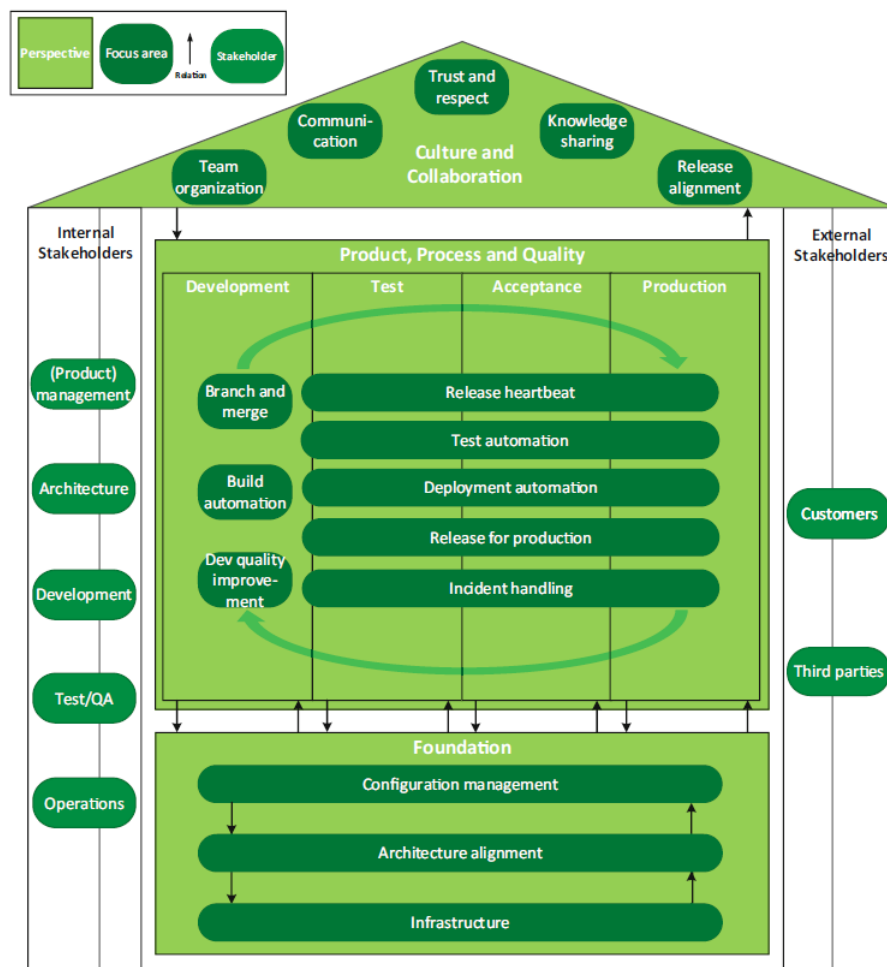 Perspective
Focus area
Relation
Stakeholder
Trust and
respect
Communi-
cation
Knowledge
sharing
Culture and
Collaboration
Team
organization
Release
alignment
Internal
Stakeholders
External
Stakeholders
Product, Process and Quality
Development
Test
Acceptance
Production
(Product)
management
Branch and
merge
Release heartbeat
Test automation
Architecture
Build
automation
Deployment automation
Customers
Release for production
Development
Dev quality
improve-
ment
Incident handling
Third parties
Test/QA
Foundation
Operations
Configuration management
Architecture alignment
Infrastructure